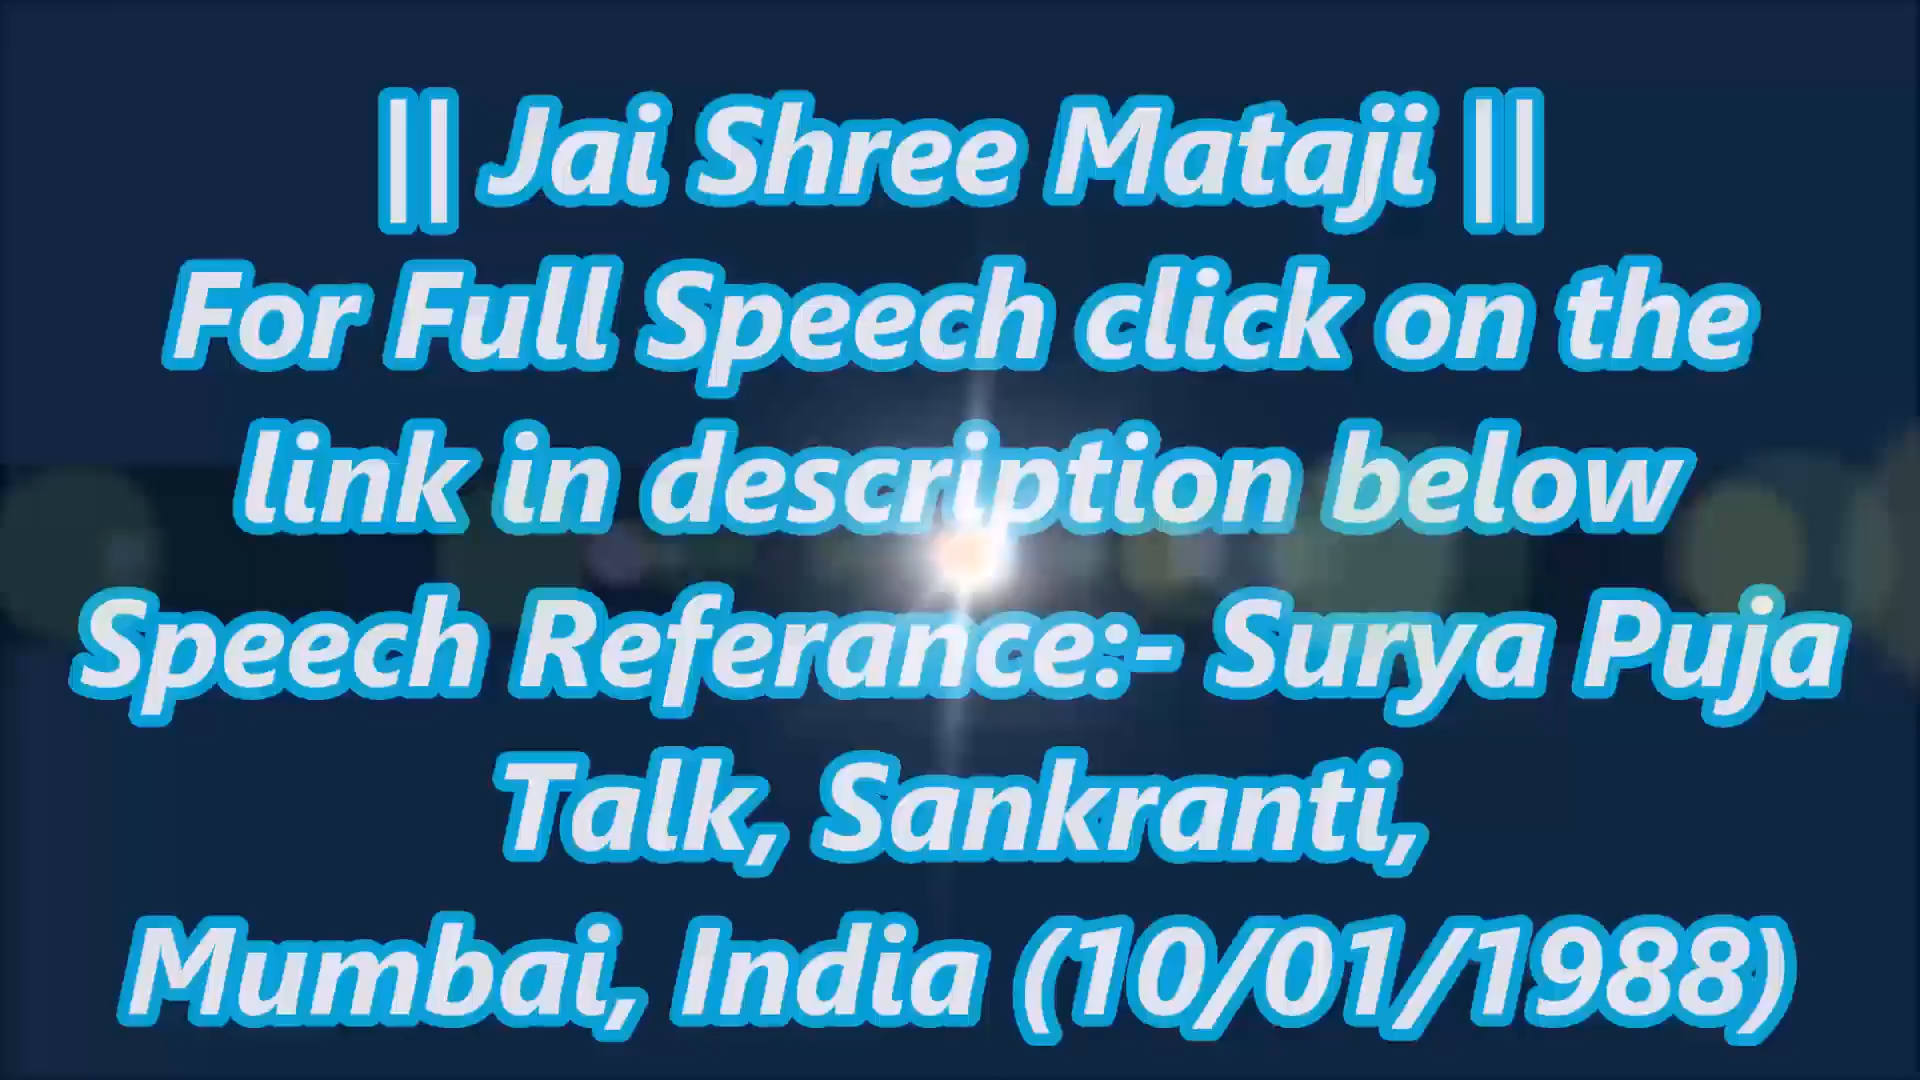 || Jai Shree Mataji ||
For Full Speech click on the
link in description below
Speech Referance:- Surya Puja
Talk, Sankranti,
Mumbai, India (10/01/1988)